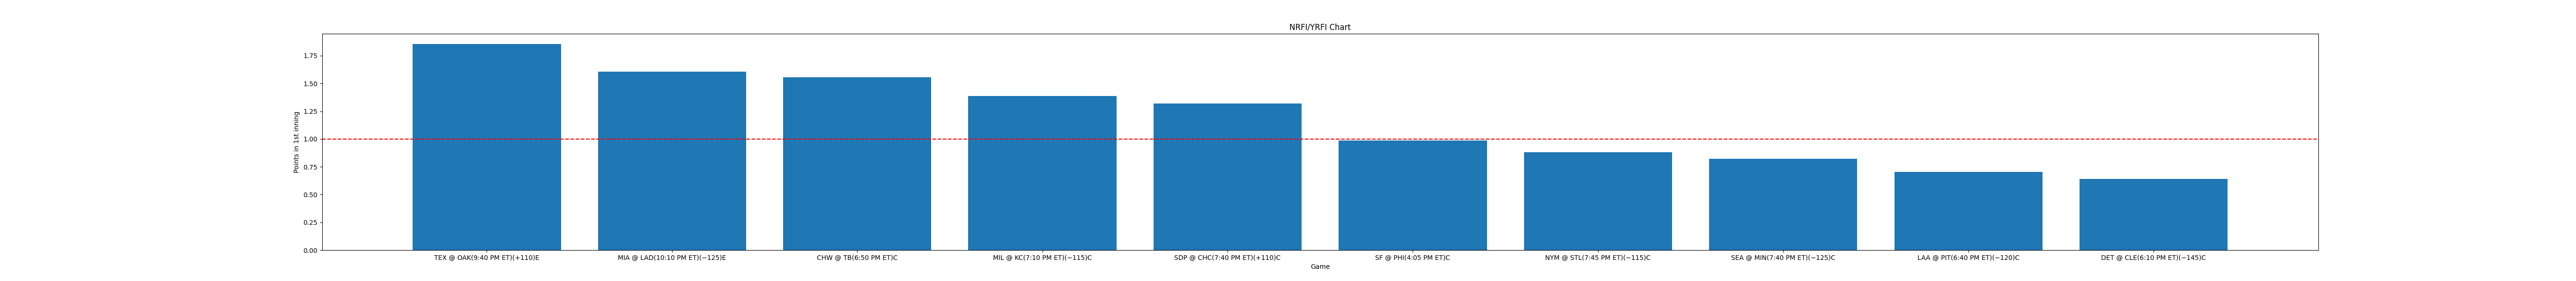 NRFI/YRFI Chart
Points in 1st inning
1.75
1.50
1.25
1.00
0.75
0.50
0.25
0.00
TEX @ OAK(9:40 PM ET)(+110)E
MIA @ LAD(10:10 PM ET)(−125)E
CHW @ TB(6:50 PM ET)C
MIL @ KC(7:10 PM ET)(−115)C
SDP @ CHC(7:40 PM ET)(+110)C
SF @ PHI(4:05 PM ET)C
NYM @ STL(7:45 PM ET)(−115)C
SEA @ MIN(7:40 PM ET)(−125)C
LAA @ PIT(6:40 PM ET)(−120)C
DET @ CLE(6:10 PM ET)(−145)C
Game